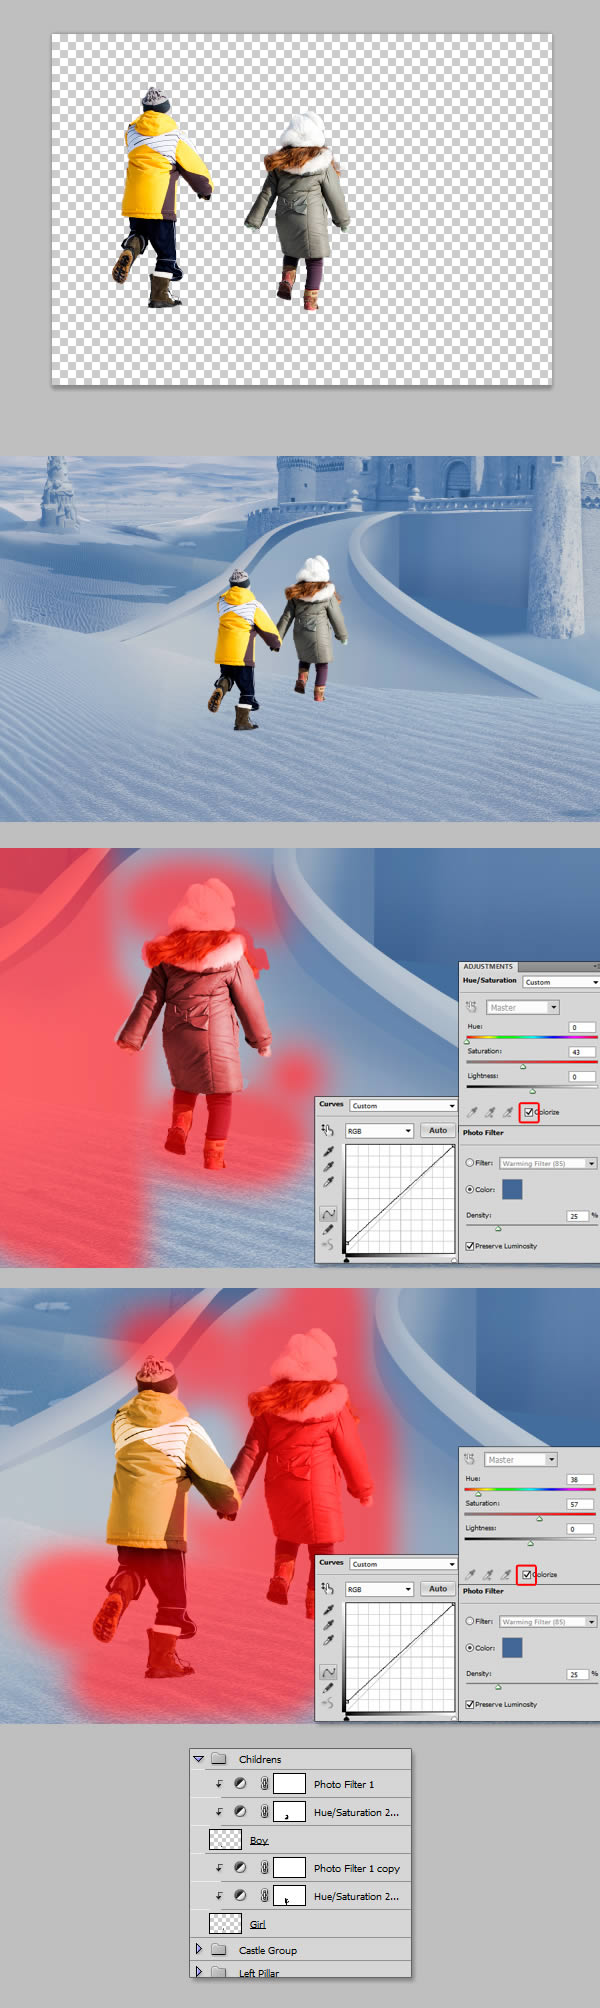 ADJUSTMENTS
Hue/Saturation Custom
Master
Hue: 0
Saturation: 43
Lightness: 0
Colorize
Photo Filter
Filter: Warming Filter (85)
Color:
Density: 25 %
Preserve Luminosity
Curves Custom
RGB Auto
Master
Hue: 38
Saturation: 57
Lightness: 0
Colorize
Photo Filter
Filter: Warming Filter (85)
Color:
Density: 25 %
Preserve Luminosity
Curves Custom
RGB Auto
Childrens
Photo Filter 1
Hue/Saturation 2...
Boy
Photo Filter 1 copy
Hue/Saturation 2...
Girl
Castle Group
Left Pillar